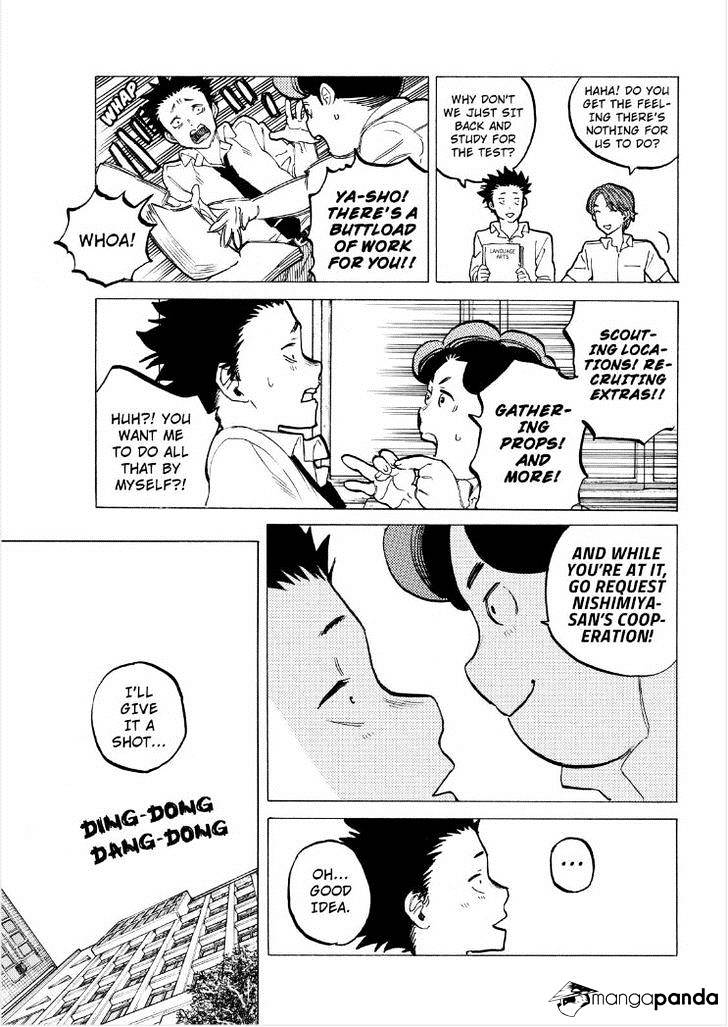 HAHA! DO YOU
GET THE FEEL-
ING THERE'S
NOTHING FOR
US TO DO?
WHY DON'T
WE JUST SIT
BACK AND
STUDY FOR
THE TEST?
LANGUAGE
ARTS
WHAP
YA-SHO!
THERE'S A
BUTTLOAD
OF WORK
FOR YOU!!
WHOA!
SCOUT-
ING LOCA-
TIONS! RE-
CRUITING
EXTRAS!!
GATHER-
ING
PROPS!
AND
MORE!
HUH?! YOU
WANT ME
TO DO ALL
THAT BY
MYSELF?!
AND WHILE
YOU'RE AT IT,
GO REQUEST
NISHIMIYA-
SAN'S COOP-
ERATION!
...
OH...
GOOD
IDEA.
I'LL
GIVE
IT A
SHOT...
DING-DONG
DANG-DONG
mangapanda